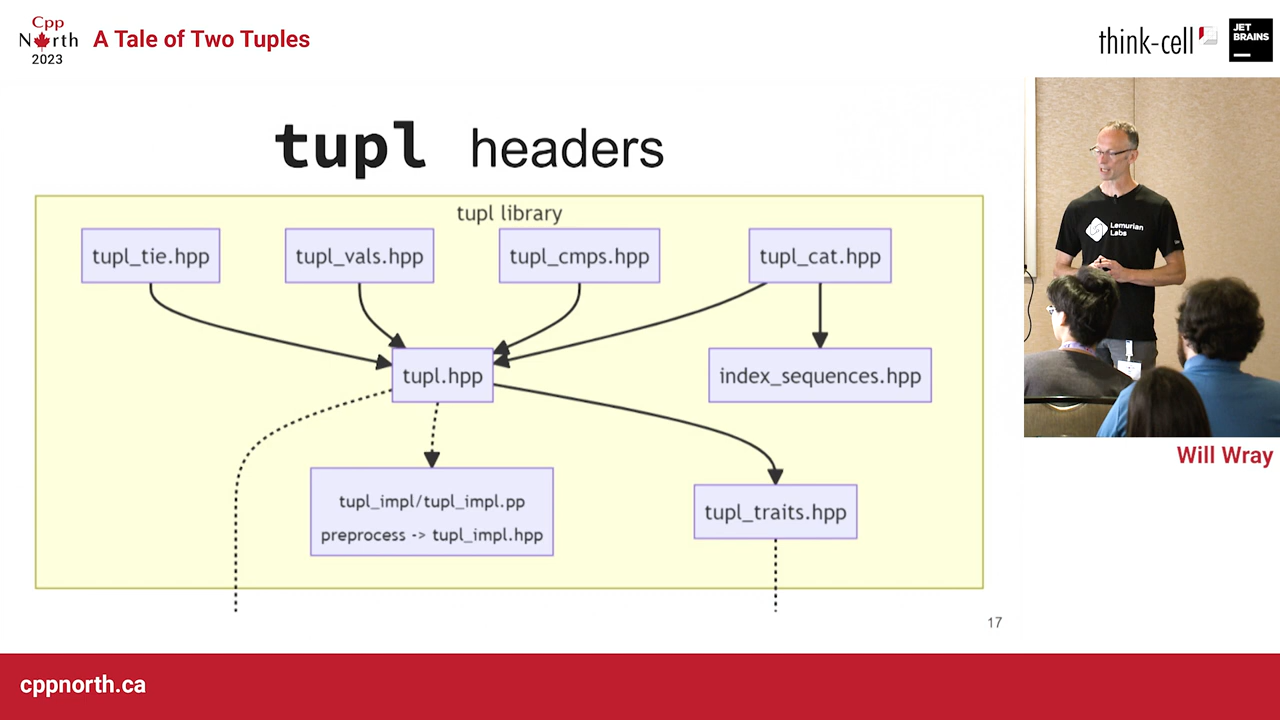 Cpp
North
2023
A Tale of Two Tuples
think-cell
JET
BRAINS
tupl headers
tupl library
tupl_tie.hpp
tupl_vals.hpp
tupl_cmps.hpp
tupl_cat.hpp
tupl.hpp
index_sequences.hpp
tupl_impl/tupl_impl.pp
preprocess -> tupl_impl.hpp
tupl_traits.hpp
17
Lemurian
Labs
Will Wray
cppnorth.ca